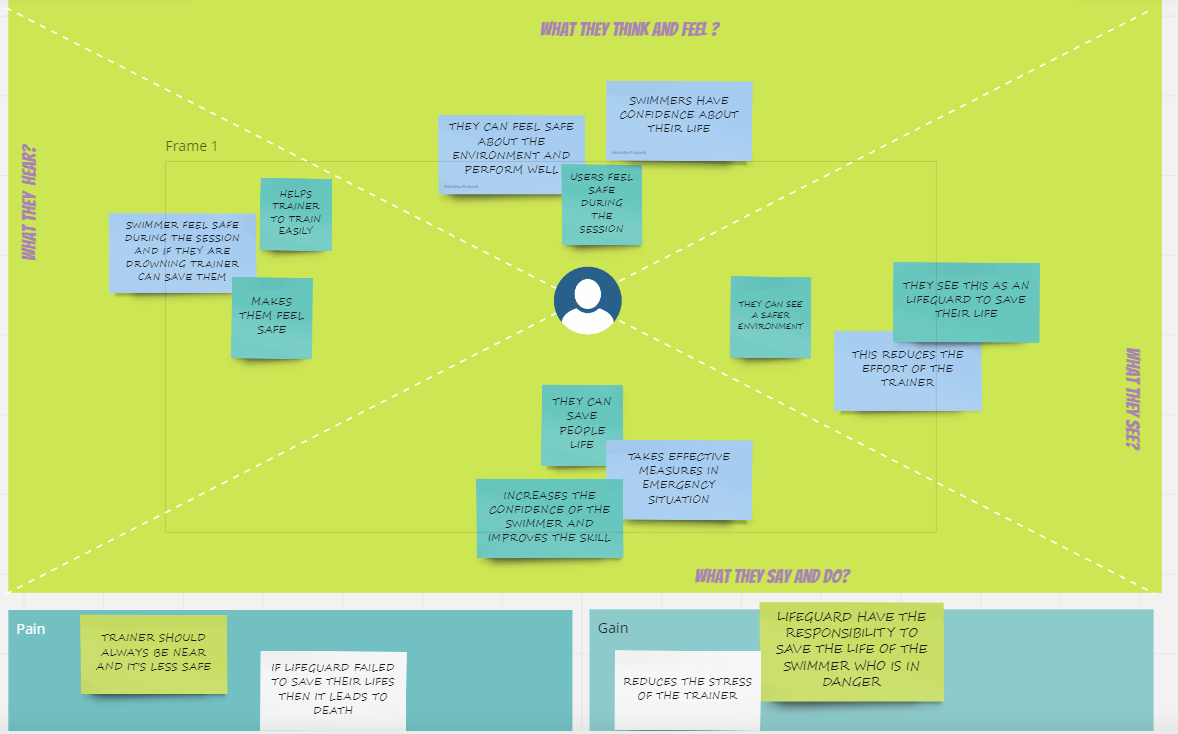 WHAT THEY THINK AND FEEL ?
SWIMMERS HAVE
CONFIDENCE ABOUT
THEIR LIFE
THEY CAN FEEL SAFE
ABOUT THE
ENVIRONMENT AND
PERFORM WELL
USERS FEEL
SAFE
DURING
THE
SESSION
WHAT THEY HEAR?
Frame 1
HELPS
TRAINER
TO TRAIN
EASILY
SWIMMER FEEL SAFE
DURING THE SESSION
AND IF THEY ARE
DROWNING TRAINER
CAN SAVE THEM
MAKES
THEM FEEL
SAFE
THEY CAN SEE
A SAFER
ENVIRONMENT
THEY SEE THIS AS AN
LIFEGUARD TO SAVE
THEIR LIFE
THIS REDUCES THE
EFFORT OF THE
TRAINER
WHAT THEY SEE?
THEY CAN
SAVE
PEOPLE
LIFE
TAKES EFFECTIVE
MEASURES IN
EMERGENCY
SITUATION
INCREASES THE
CONFIDENCE OF THE
SWIMMER AND
IMPROVES THE SKILL
WHAT THEY SAY AND DO?
Pain
TRAINER SHOULD
ALWAYS BE NEAR
AND IT'S LESS SAFE
IF LIFEGUARD FAILED
TO SAVE THEIR LIFES
THEN IT LEADS TO
DEATH
Gain
REDUCES THE STRESS
OF THE TRAINER
LIFEGUARD HAVE THE
RESPONSIBILITY TO
SAVE THE LIFE OF THE
SWIMMER WHO IS IN
DANGER